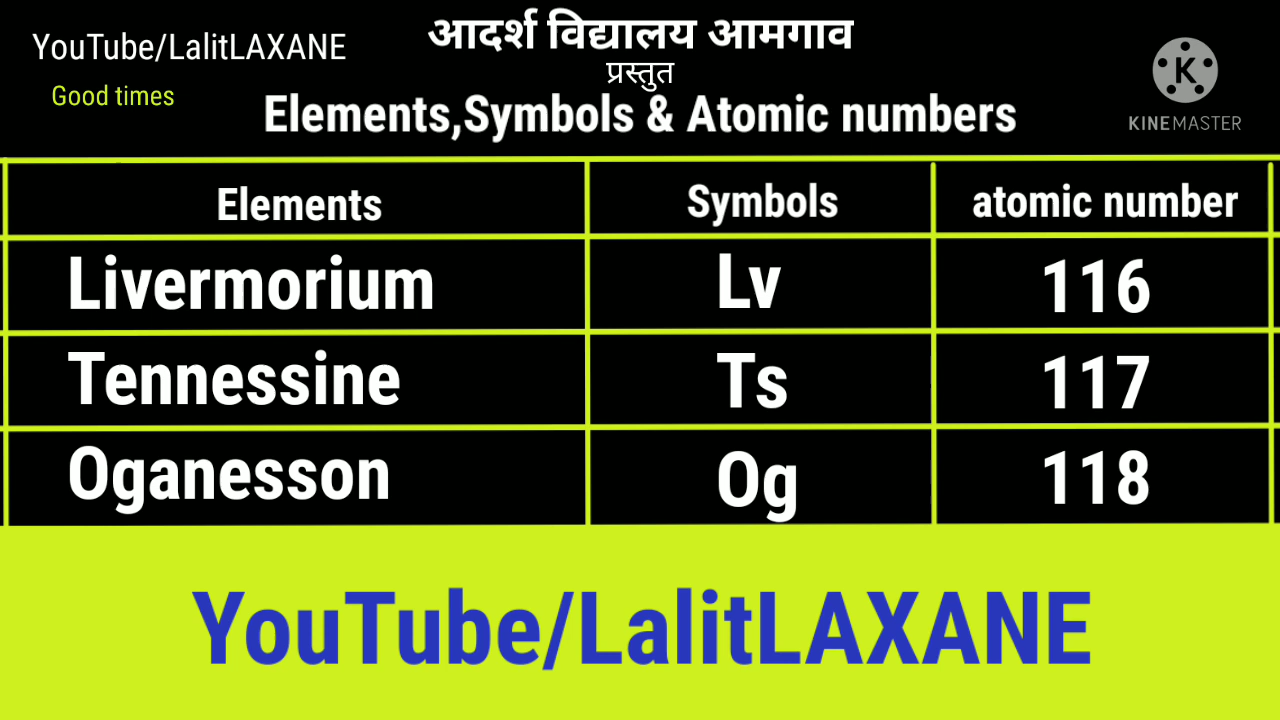 YouTube/LalitLAXANE
Good times
आदर्श विद्यालय आमगाव
प्रस्तुत
Elements,Symbols & Atomic numbers
K
KINEMASTER
Elements Symbols atomic number
Livermorium Lv 116
Tennessine Ts 117
Oganesson Og 118
YouTube/LalitLAXANE